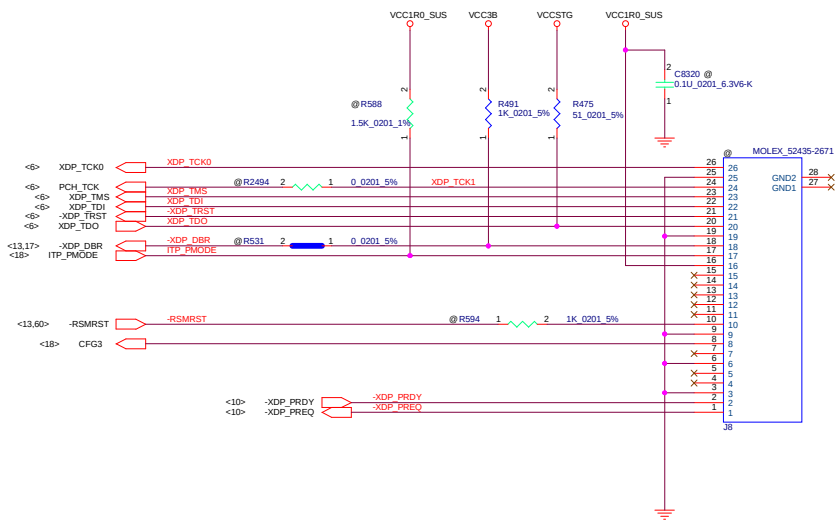 VCC1R0_SUS VCC3B VCCSTG VCC1R0_SUS
2
C8320 @
0.1U_0201_6.3V6-K
1
2 2 2
@R588
1.5K_0201_1%
R491
1K_0201_5%
R475
51_0201_5%
1 1 1
@ MOLEX_52435-2671
<6> XDP_TCK0 XDP_TCK0 26 26
25 25
<6> PCH_TCK @R2494 2 1 0_0201_5% XDP_TCK1 24 24
<6> XDP_TMS XDP_TMS 23 23
<6> XDP_TDI XDP_TDI 22 22
<6> -XDP_TRST -XDP_TRST 21 21
<6> XDP_TDO XDP_TDO 20 20
19 19
<13,17> -XDP_DBR -XDP_DBR @R531 2 1 0_0201_5% 18 18
<18> ITP_PMODE ITP_PMODE 17 17
16 16
15 15
14 14
13 13
12 12
11 11
<13,60> -RSMRST -RSMRST @R594 1 2 1K_0201_5% 10 10
9 9
<18> CFG3 8 8
7 7
6 6
5 5
4 4
3 3
<10> -XDP_PRDY -XDP_PRDY 2 2
<10> -XDP_PREQ -XDP_PREQ 1 1
GND2 28
GND1 27
J8